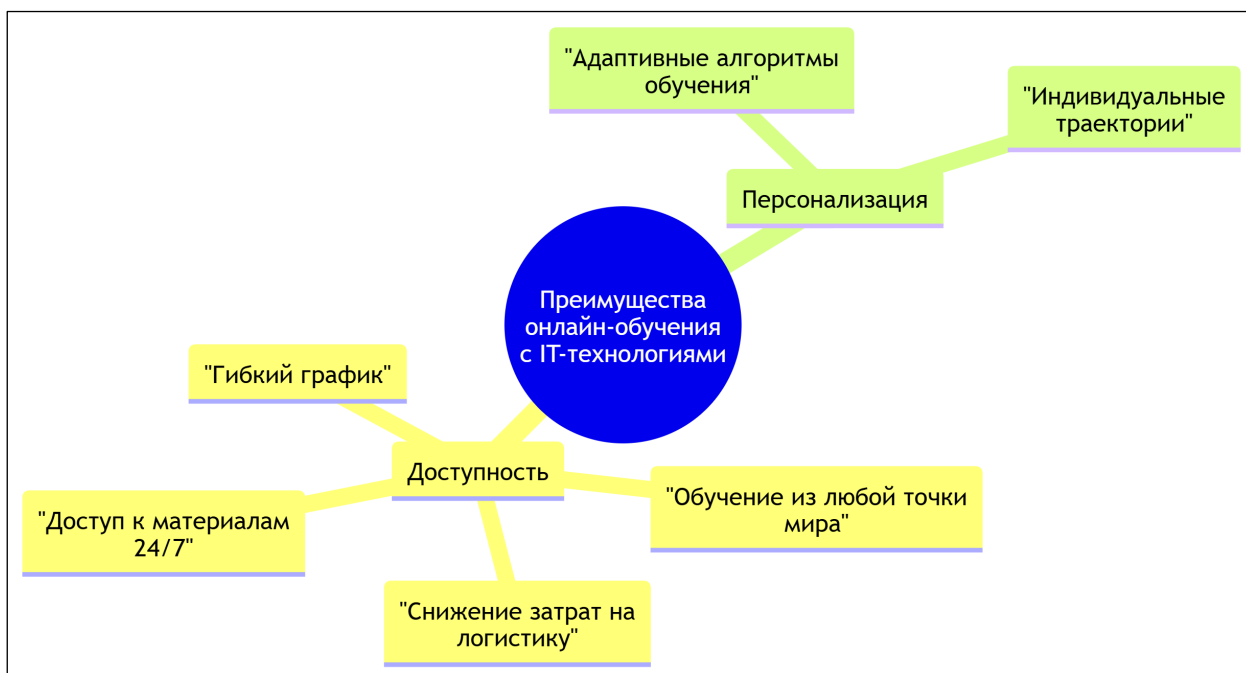 "Адаптивные алгоритмы
обучения"
"Индивидуальные
траектории"
Персонализация
Преимущества
онлайн-обучения
с IT-технологиями
"Гибкий график"
Доступность
"Доступ к материалам
24/7"
"Обучение из любой точки
мира"
"Снижение затрат на
логистику"